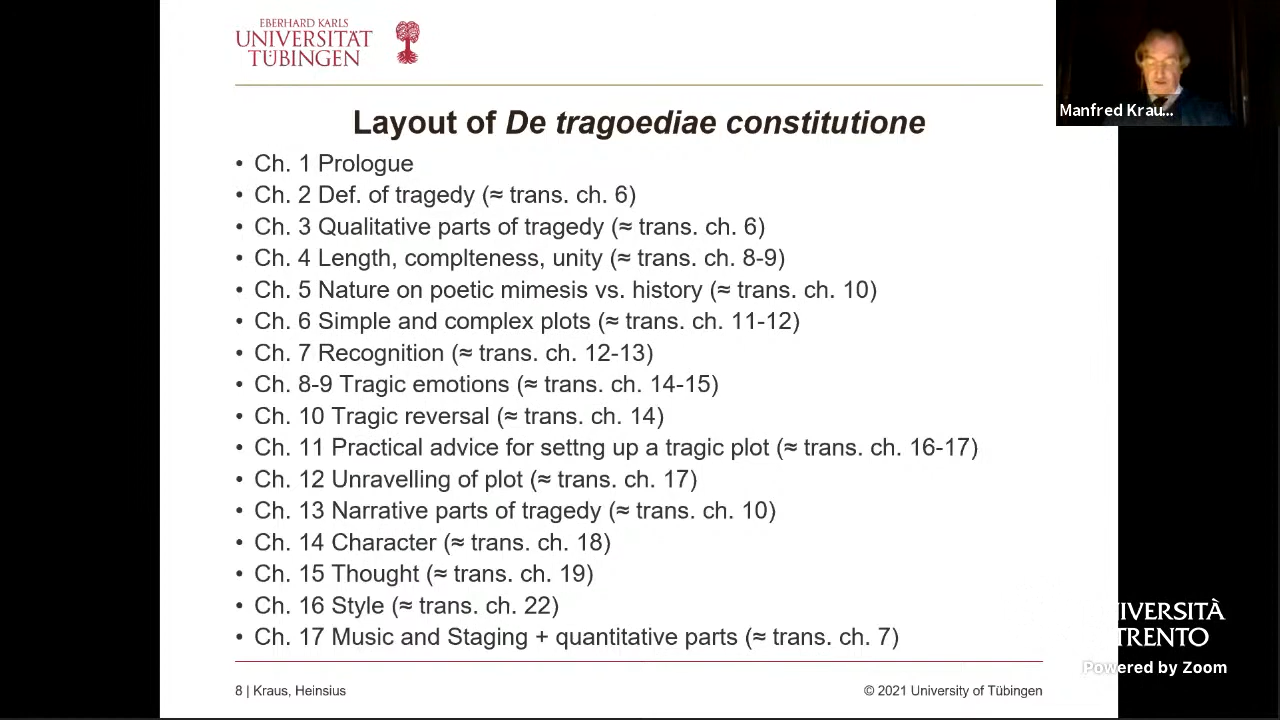 EBERHARD KARLS
UNIVERSITÄT
TÜBINGEN
Manfred Krau...
Layout of De tragoediae constitutione
• Ch. 1 Prologue
• Ch. 2 Def. of tragedy (≈ trans. ch. 6)
• Ch. 3 Qualitative parts of tragedy (≈ trans. ch. 6)
• Ch. 4 Length, complteness, unity (≈ trans. ch. 8-9)
• Ch. 5 Nature on poetic mimesis vs. history (≈ trans. ch. 10)
• Ch. 6 Simple and complex plots (≈ trans. ch. 11-12)
• Ch. 7 Recognition (≈ trans. ch. 12-13)
• Ch. 8-9 Tragic emotions (≈ trans. ch. 14-15)
• Ch. 10 Tragic reversal (≈ trans. ch. 14)
• Ch. 11 Practical advice for settng up a tragic plot (≈ trans. ch. 16-17)
• Ch. 12 Unravelling of plot (≈ trans. ch. 17)
• Ch. 13 Narrative parts of tragedy (≈ trans. ch. 10)
• Ch. 14 Character (≈ trans. ch. 18)
• Ch. 15 Thought (≈ trans. ch. 19)
• Ch. 16 Style (≈ trans. ch. 22)
• Ch. 17 Music and Staging + quantitative parts (≈ trans. ch. 7)
IVERSITÀ
TRENTO
Powered by Zoom
8 | Kraus, Heinsius
© 2021 University of Tübingen